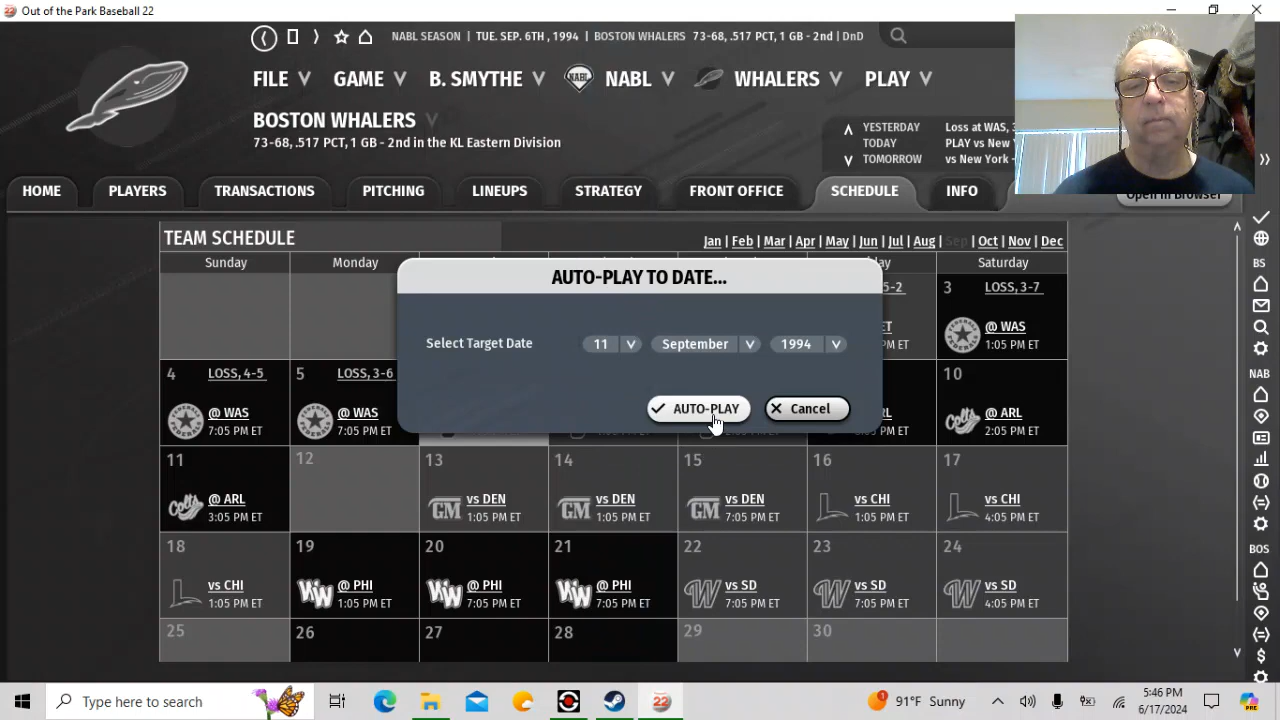 Out of the Park Baseball 22
NABL SEASON | TUE. SEP. 6TH , 1994 | BOSTON WHALERS 73-68, .517 PCT, 1 GB - 2nd | DnD
FILE GAME B. SMYTHE NABL WHALERS PLAY
BOSTON WHALERS
73-68, .517 PCT, 1 GB - 2nd in the KL Eastern Division
YESTERDAY Loss at WAS, 3
TODAY PLAY vs New Y
TOMORROW vs New York -
HOME PLAYERS TRANSACTIONS PITCHING LINEUPS STRATEGY FRONT OFFICE SCHEDULE INFO Open in Browser
TEAM SCHEDULE
Jan | Feb | Mar | Apr | May | Jun | Jul | Aug | Sep | Oct | Nov | Dec
Sunday Monday Saturday
AUTO-PLAY TO DATE...
Select Target Date 11 September 1994
AUTO-PLAY Cancel
5-2
3 LOSS, 3-7
@ WAS
1:05 PM ET
4 LOSS, 4-5 5 LOSS, 3-6 10
@ WAS @ WAS @ ARL
7:05 PM ET 7:05 PM ET 2:05 PM ET
11 12 13 14 15 16 17
@ ARL vs DEN vs DEN vs DEN vs CHI vs CHI
3:05 PM ET 1:05 PM ET 1:05 PM ET 7:05 PM ET 1:05 PM ET 4:05 PM ET
18 19 20 21 22 23 24
vs CHI @ PHI @ PHI @ PHI vs SD vs SD vs SD
1:05 PM ET 1:05 PM ET 7:05 PM ET 7:05 PM ET 7:05 PM ET 7:05 PM ET 4:05 PM ET
25 26 27 28 29 30
BS
NAB
BOS
Type here to search
22
91°F Sunny
5:46 PM
6/17/2024
PRE